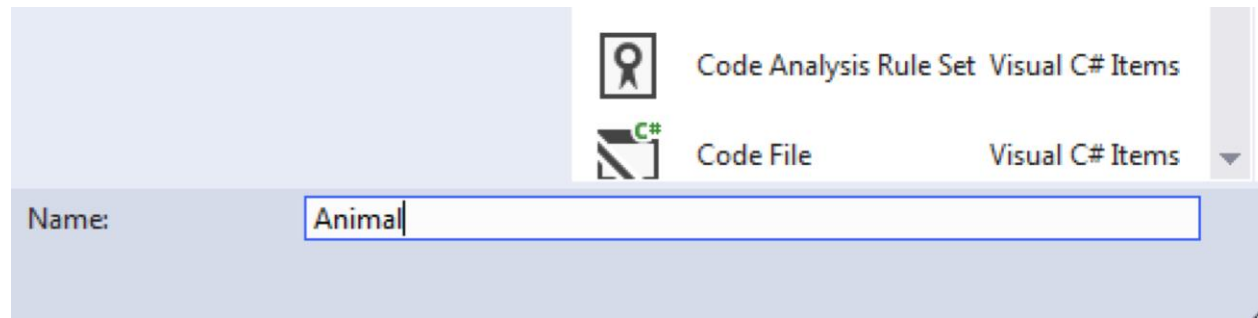 Code Analysis Rule Set Visual C# Items
C#
Code File Visual C# Items
Name: Animal